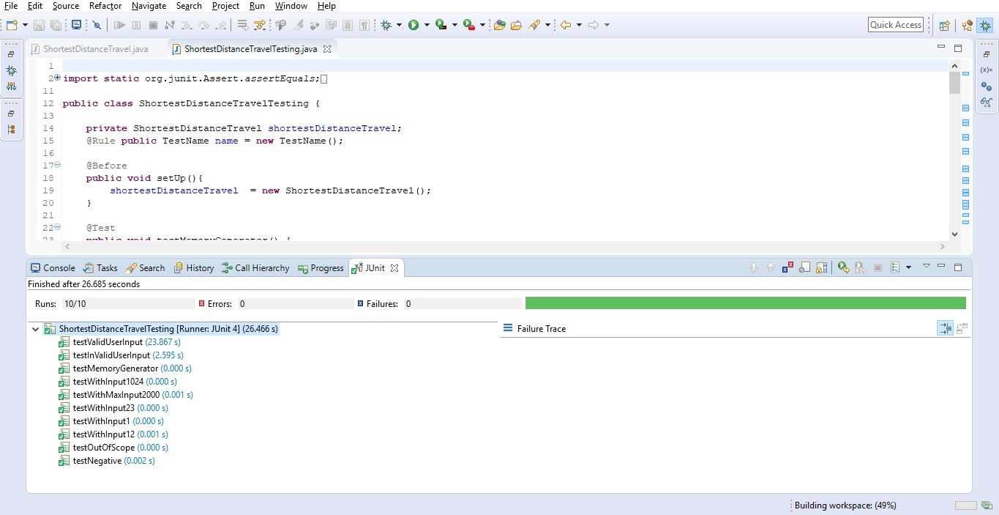 File Edit Source Refactor Navigate Search Project Run Window Help
Quick Access
ShortestDistanceTravel.java ShortestDistanceTravelTesting.java
1
2 import static org.junit.Assert.assertEquals;
11
12 public class ShortestDistanceTravelTesting {
13
14 private ShortestDistanceTravel shortestDistanceTravel;
15 @Rule public TestName name = new TestName();
16
17 @Before
18 public void setUp(){
19 shortestDistanceTravel = new ShortestDistanceTravel();
20 }
21
22 @Test
23 public void testMemoryGenerator() {
(x)=
Console Tasks Search History Call Hierarchy Progress JUnit
Finished after 26.685 seconds
Runs: 10/10 Errors: 0 Failures: 0
ShortestDistanceTravelTesting [Runner: JUnit 4] (26.466 s)
Failure Trace
testValidUserInput (23.867 s)
testInValidUserInput (2.595 s)
testMemoryGenerator (0.000 s)
testWithInput1024 (0.000 s)
testWithMaxInput2000 (0.001 s)
testWithInput23 (0.000 s)
testWithInput1 (0.000 s)
testWithInput12 (0.001 s)
testOutOfScope (0.000 s)
testNegative (0.002 s)
Building workspace: (49%)